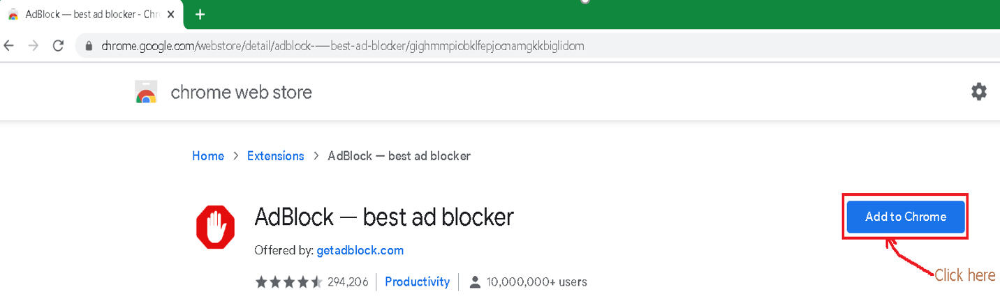 AdBlock — best ad blocker - Chr
chrome.google.com/webstore/detail/adblock-—-best-ad-blocker/gighmmpiobklfepjocnamgkkbiglidom
chrome web store
Home > Extensions > AdBlock — best ad blocker
AdBlock — best ad blocker
Add to Chrome
Offered by: getadblock.com
Click here
294,206 Productivity 10,000,000+ users